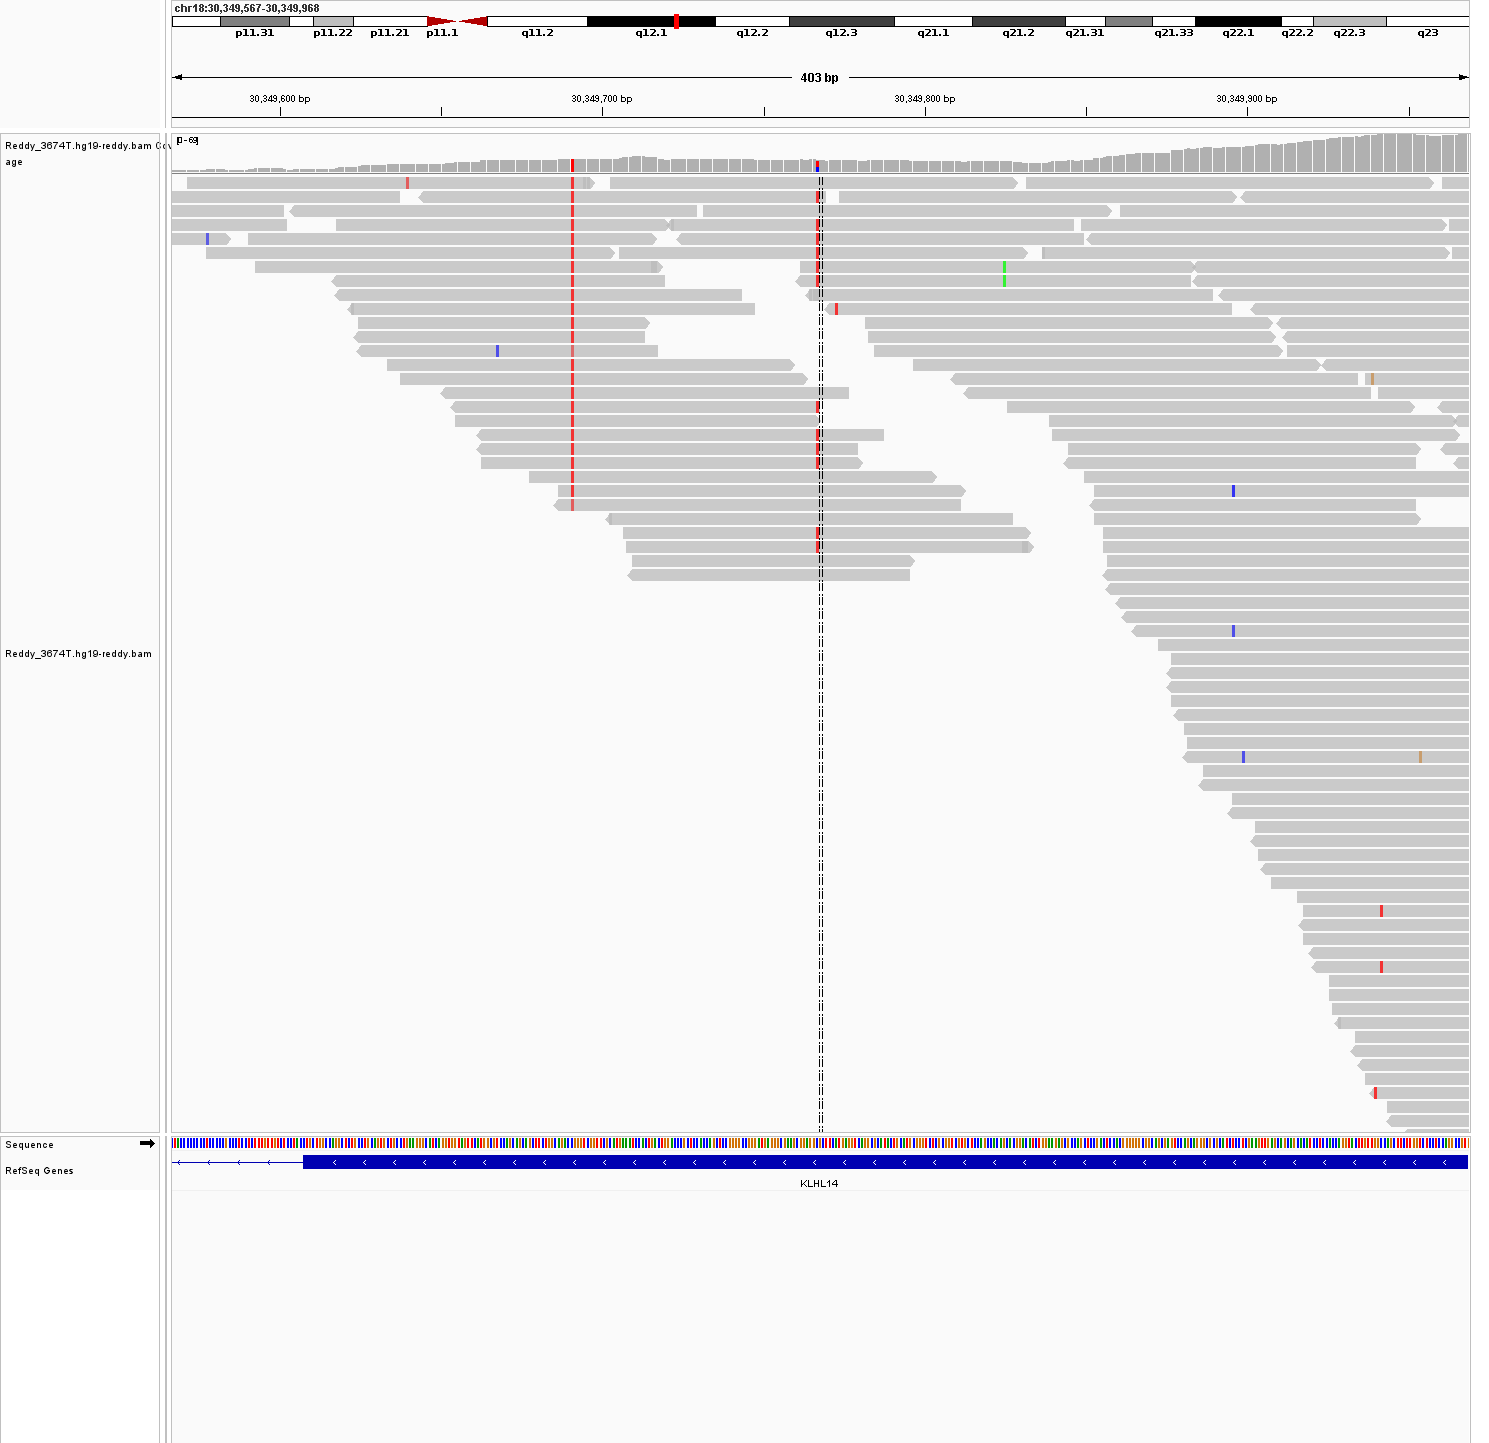 chr18:30,349,567-30,349,968
p11.31 p11.22 p11.21 p11.1 q11.2 q12.1 q12.2 q12.3 q21.1 q21.2 q21.31 q21.33 q22.1 q22.2 q22.3 q23
403 bp
30,349,600 bp 30,349,700 bp 30,349,800 bp 30,349,900 bp
Reddy_3674T.hg19-reddy.bam Cov
age
[0-69]
Reddy_3674T.hg19-reddy.bam
Sequence
RefSeq Genes
KLHL14